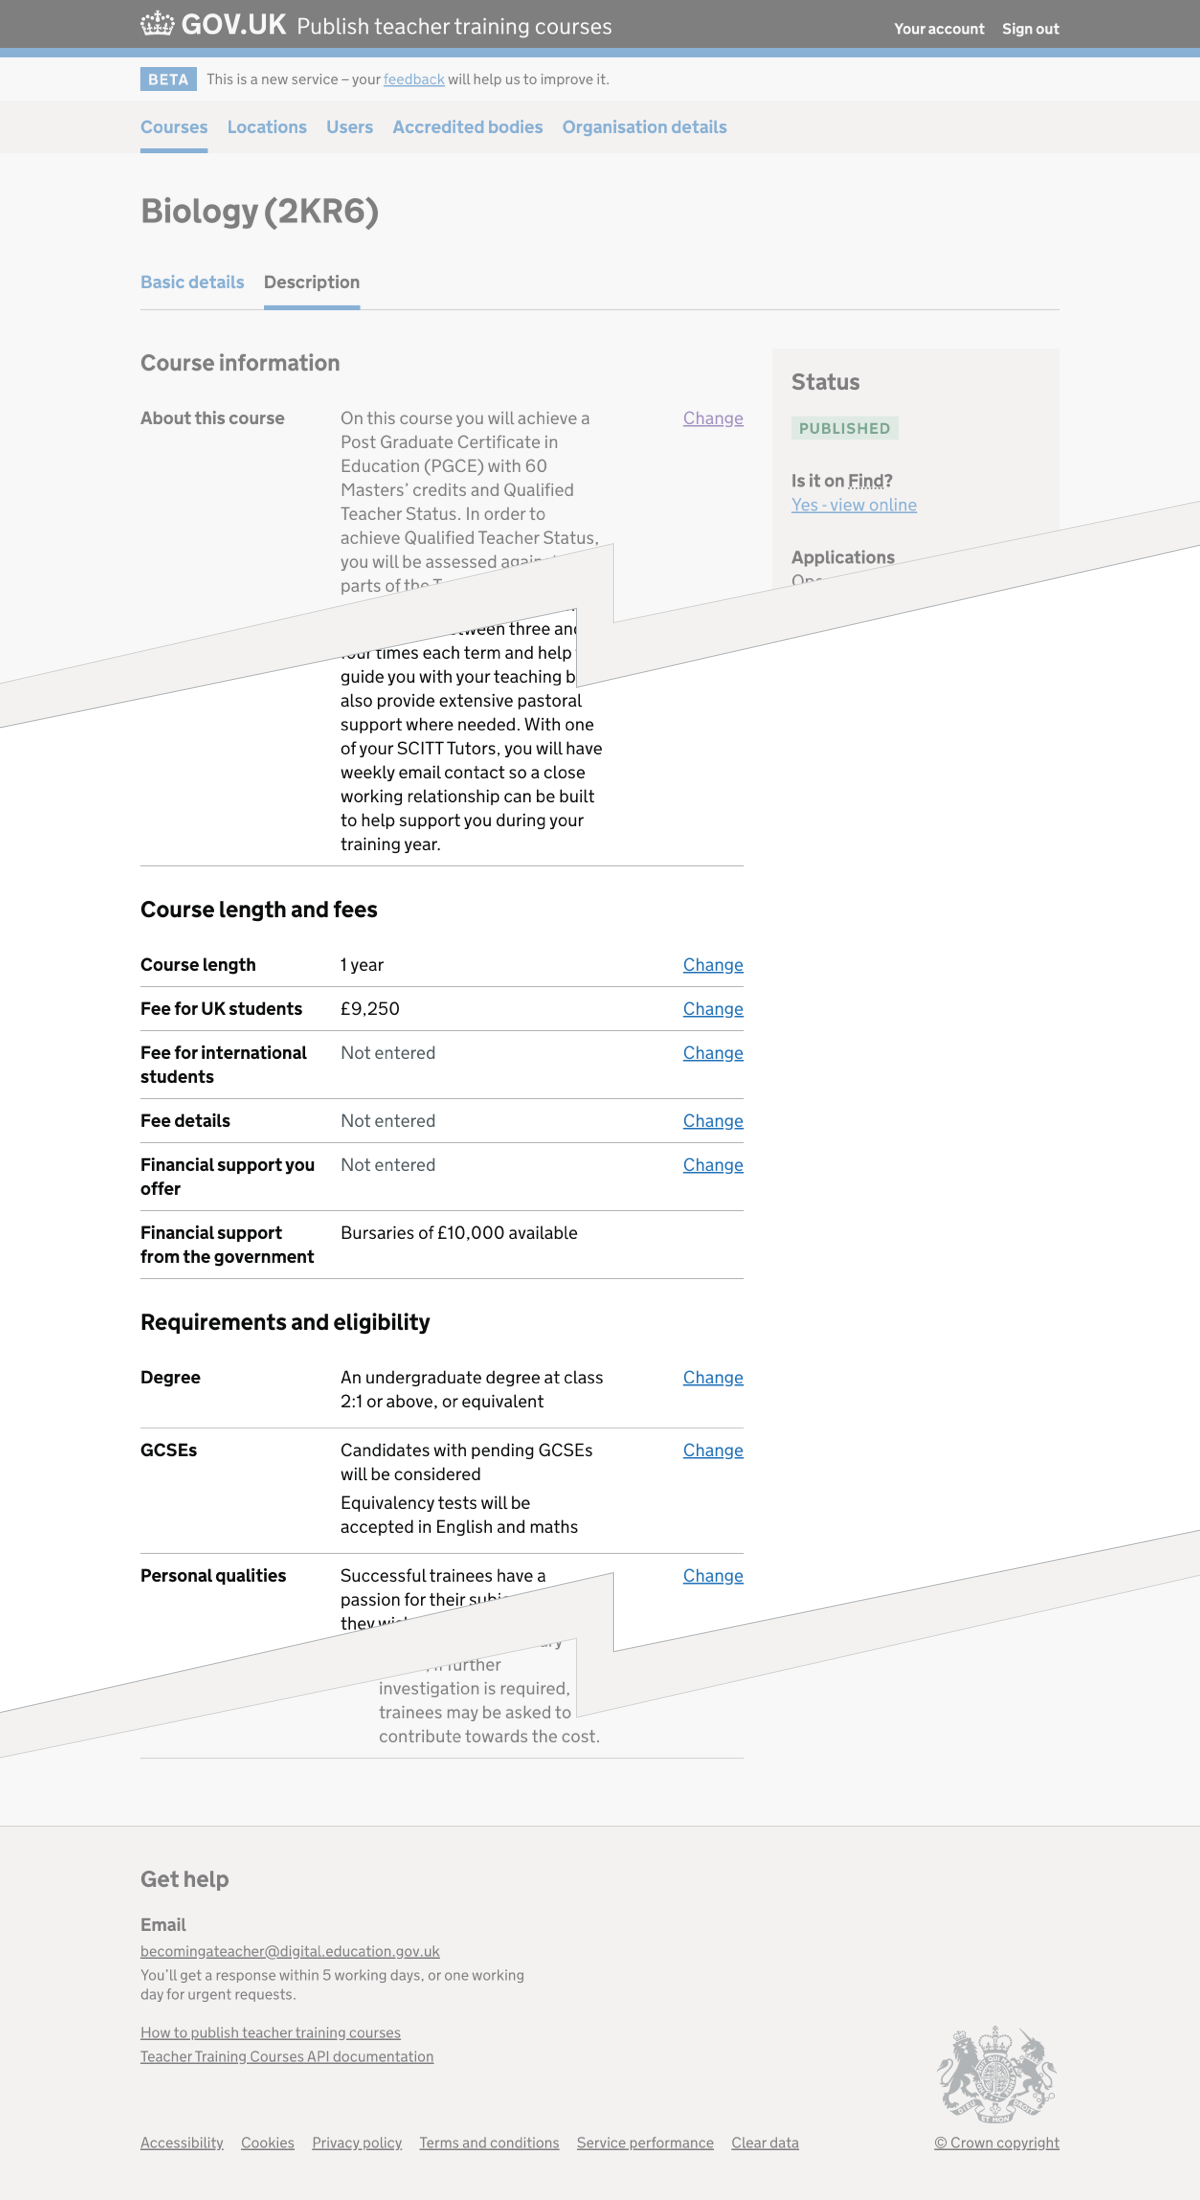 GOV.UK Publish teacher training courses Your account Sign out
BETA This is a new service – your feedback will help us to improve it.
Courses Locations Users Accredited bodies Organisation details
Biology (2KR6)
Basic details Description
Course information
About this course
On this course you will achieve a
Post Graduate Certificate in
Education (PGCE) with 60
Masters’ credits and Qualified
Teacher Status. In order to
achieve Qualified Teacher Status,
you will be assessed
parts of the
Change
Status
PUBLISHED
Is it on Find?
Yes - view online
Applications
three and
four times each term and help
guide you with your teaching
also provide extensive pastoral
support where needed. With one
of your SCITT Tutors, you will have
weekly email contact so a close
working relationship can be built
to help support you during your
training year.
Course length and fees
Course length 1 year Change
Fee for UK students £9,250 Change
Fee for international Not entered Change
students
Fee details Not entered Change
Financial support you Not entered Change
offer
Financial support Bursaries of £10,000 available
from the government
Requirements and eligibility
Degree An undergraduate degree at class Change
2:1 or above, or equivalent
GCSEs Candidates with pending GCSEs Change
will be considered
Equivalency tests will be
accepted in English and maths
Personal qualities Successful trainees have a Change
passion for their
they
further
investigation is required,
trainees may be asked to
contribute towards the cost.
Get help
Email
becomingateacher@digital.education.gov.uk
You’ll get a response within 5 working days, or one working
day for urgent requests.
How to publish teacher training courses
Teacher Training Courses API documentation
Accessibility Cookies Privacy policy Terms and conditions Service performance Clear data © Crown copyright